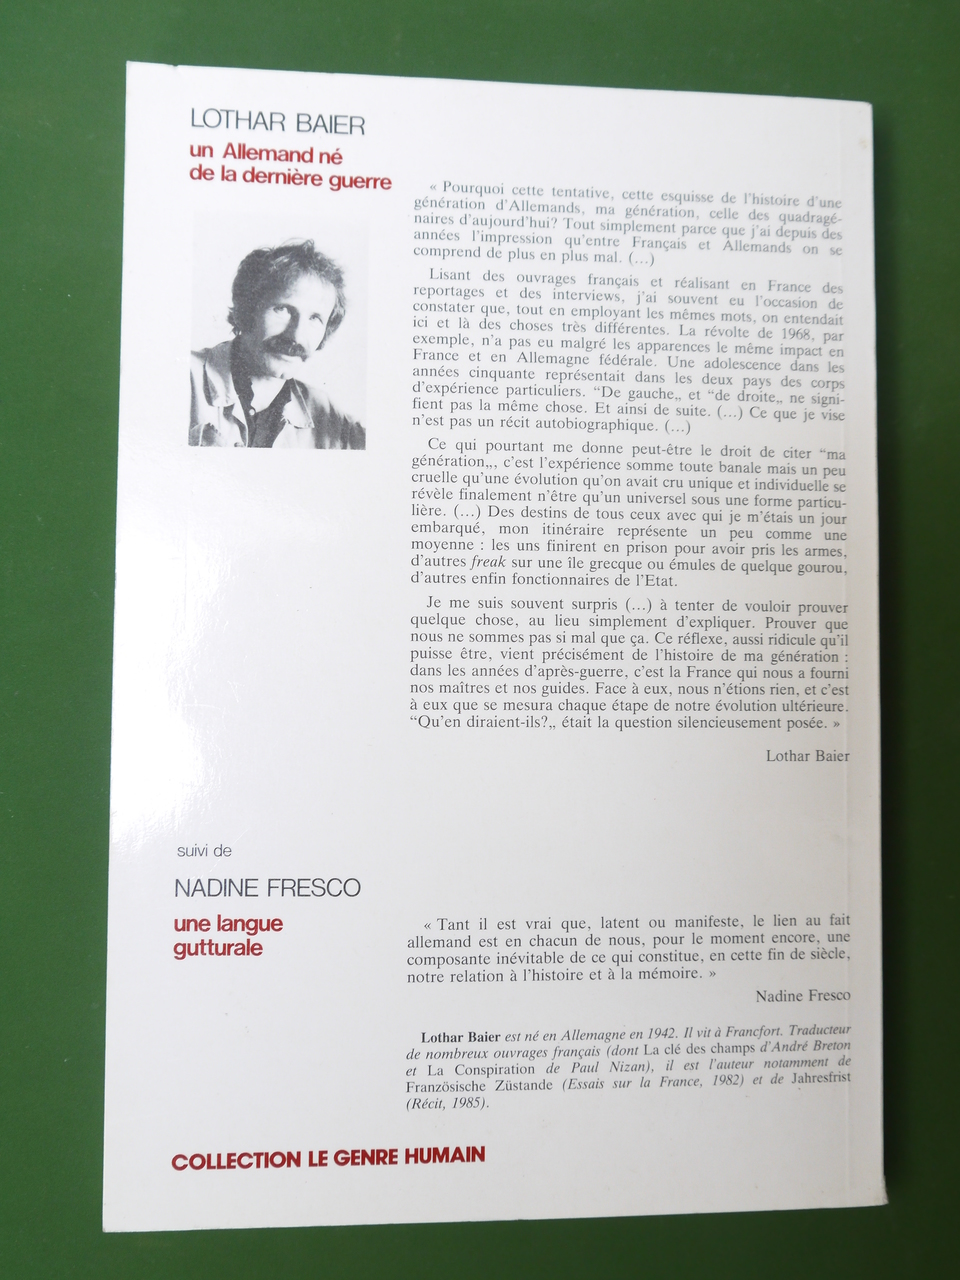 LOTHAR BAIER
un Allemand né
de la dernière guerre
« Pourquoi cette tentative, cette esquisse de l'histoire d'une
génération d'Allemands, ma génération, celle des quadragé-
naires d'aujourd'hui? Tout simplement parce que j'ai depuis des
années l'impression qu'entre Français et Allemands on se
comprend de plus en plus mal. (...)
Lisant des ouvrages français et réalisant en France des
reportages et des interviews, j'ai souvent eu l'occasion de
constater que, tout en employant les mêmes mots, on entendait
ici et là des choses très différentes. La révolte de 1968, par
exemple, n'a pas eu malgré les apparences le même impact en
France et en Allemagne fédérale. Une adolescence dans les
années cinquante représentait dans les deux pays des corps
d'expérience particuliers. “De gauche„ et “de droite„ ne signi-
fient pas la même chose. Et ainsi de suite. (...) Ce que je vise
n'est pas un récit autobiographique. (...)
Ce qui pourtant me donne peut-être le droit de citer “ma
génération„, c'est l'expérience somme toute banale mais un peu
cruelle qu'une évolution qu'on avait cru unique et individuelle se
révèle finalement n'être qu'un universel sous une forme particu-
lière. (...) Des destins de tous ceux avec qui je m'étais un jour
embarqué, mon itinéraire représente un peu comme une
moyenne : les uns finirent en prison pour avoir pris les armes,
d'autres freak sur une île grecque ou émules de quelque gourou,
d'autres enfin fonctionnaires de l'Etat.
Je me suis souvent surpris (...) à tenter de vouloir prouver
quelque chose, au lieu simplement d'expliquer. Prouver que
nous ne sommes pas si mal que ça. Ce réflexe, aussi ridicule qu'il
puisse être, vient précisément de l'histoire de ma génération :
dans les années d'après-guerre, c'est la France qui nous a fourni
nos maîtres et nos guides. Face à eux, nous n'étions rien, et c'est
à eux que se mesura chaque étape de notre évolution ultérieure.
“Qu'en diraient-ils?„ était la question silencieusement posée. »
Lothar Baier
suivi de
NADINE FRESCO
une langue
gutturale
« Tant il est vrai que, latent ou manifeste, le lien au fait
allemand est en chacun de nous, pour le moment encore, une
composante inévitable de ce qui constitue, en cette fin de siècle,
notre relation à l'histoire et à la mémoire. »
Nadine Fresco
Lothar Baier est né en Allemagne en 1942. Il vit à Francfort. Traducteur
de nombreux ouvrages français (dont La clé des champs d'André Breton
et La Conspiration de Paul Nizan), il est l'auteur notamment de
Französische Züstande (Essais sur la France, 1982) et de Jahresfrist
(Récit, 1985).
COLLECTION LE GENRE HUMAIN